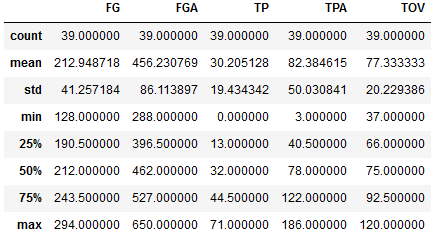 FG FGA TP TPA TOV
count 39.000000 39.000000 39.000000 39.000000 39.000000
mean 212.948718 456.230769 30.205128 82.384615 77.333333
std 41.257184 86.113897 19.434342 50.030841 20.229386
min 128.000000 288.000000 0.000000 3.000000 37.000000
25% 190.500000 396.500000 13.000000 40.500000 66.000000
50% 212.000000 462.000000 32.000000 78.000000 75.000000
75% 243.500000 527.000000 44.500000 122.000000 92.500000
max 294.000000 650.000000 71.000000 186.000000 120.000000